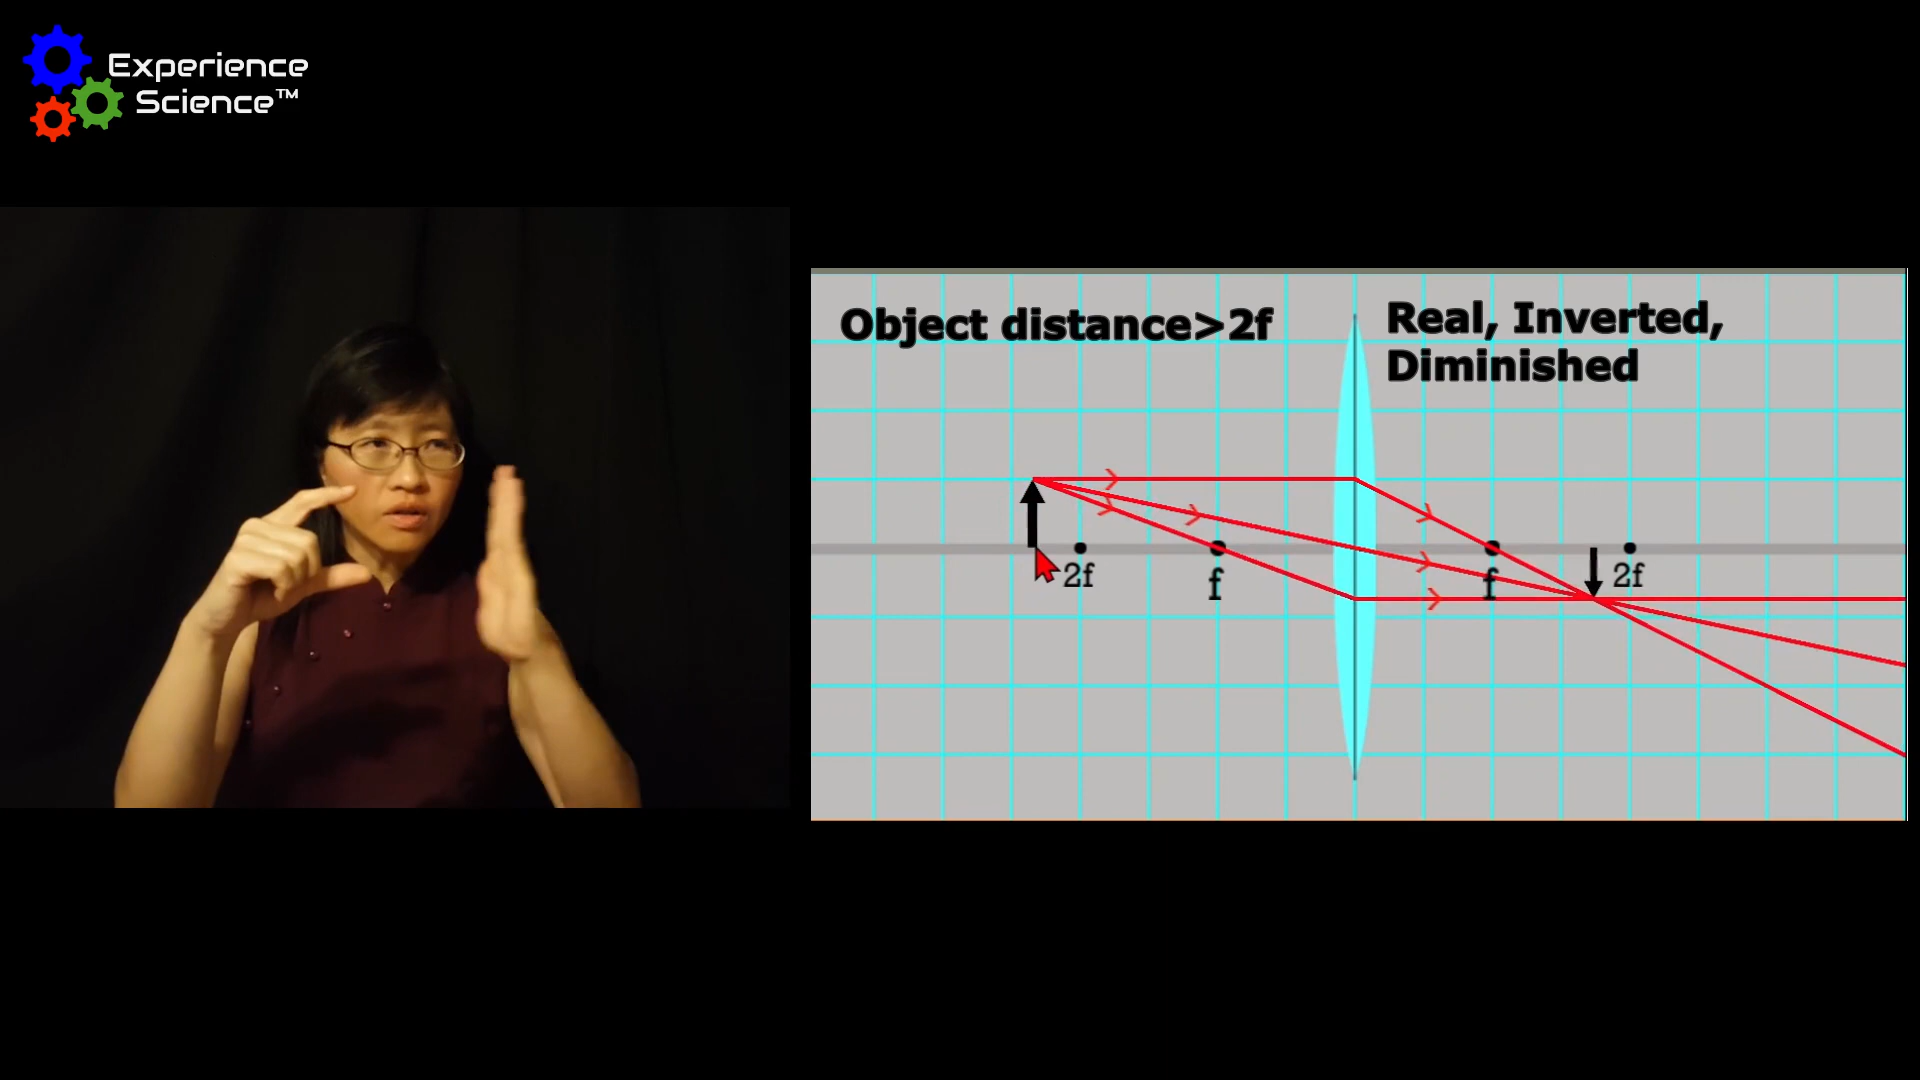 Experience
Science™
Object distance>2f
Real, Inverted,
Diminished
2f
f
f
2f